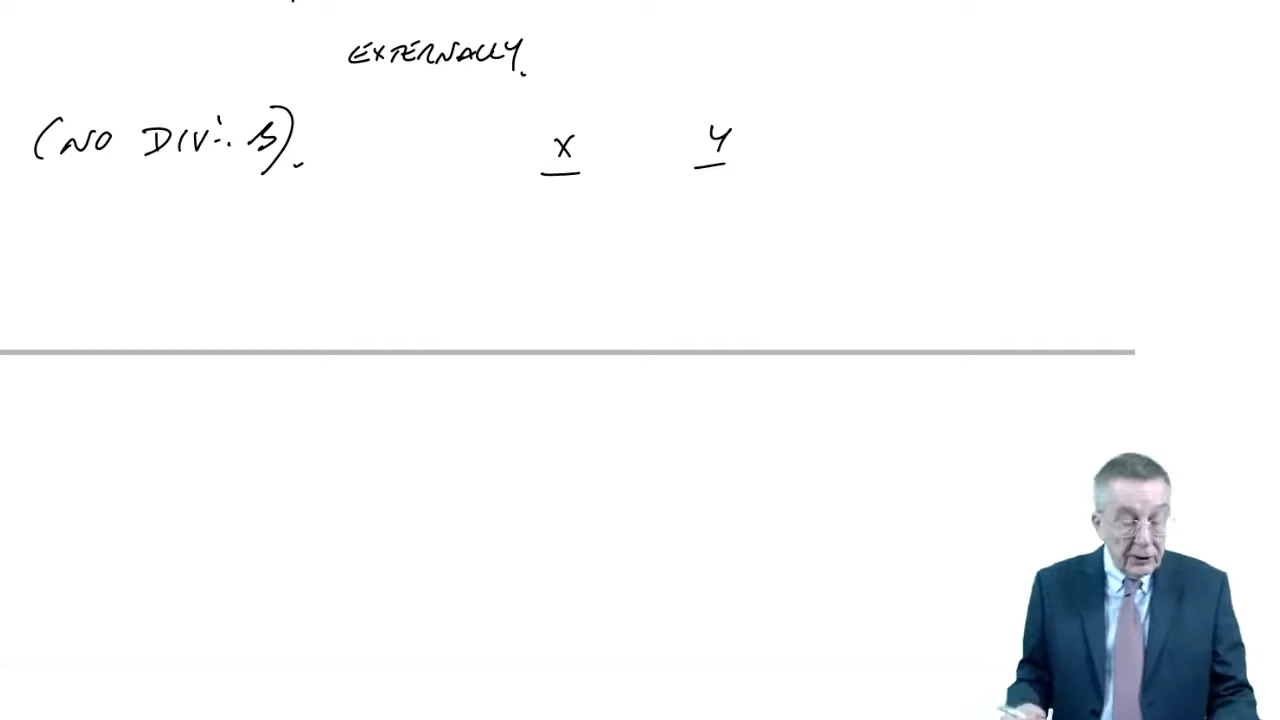 EXTERNALLY.
(NO DIV'. B).
X Y